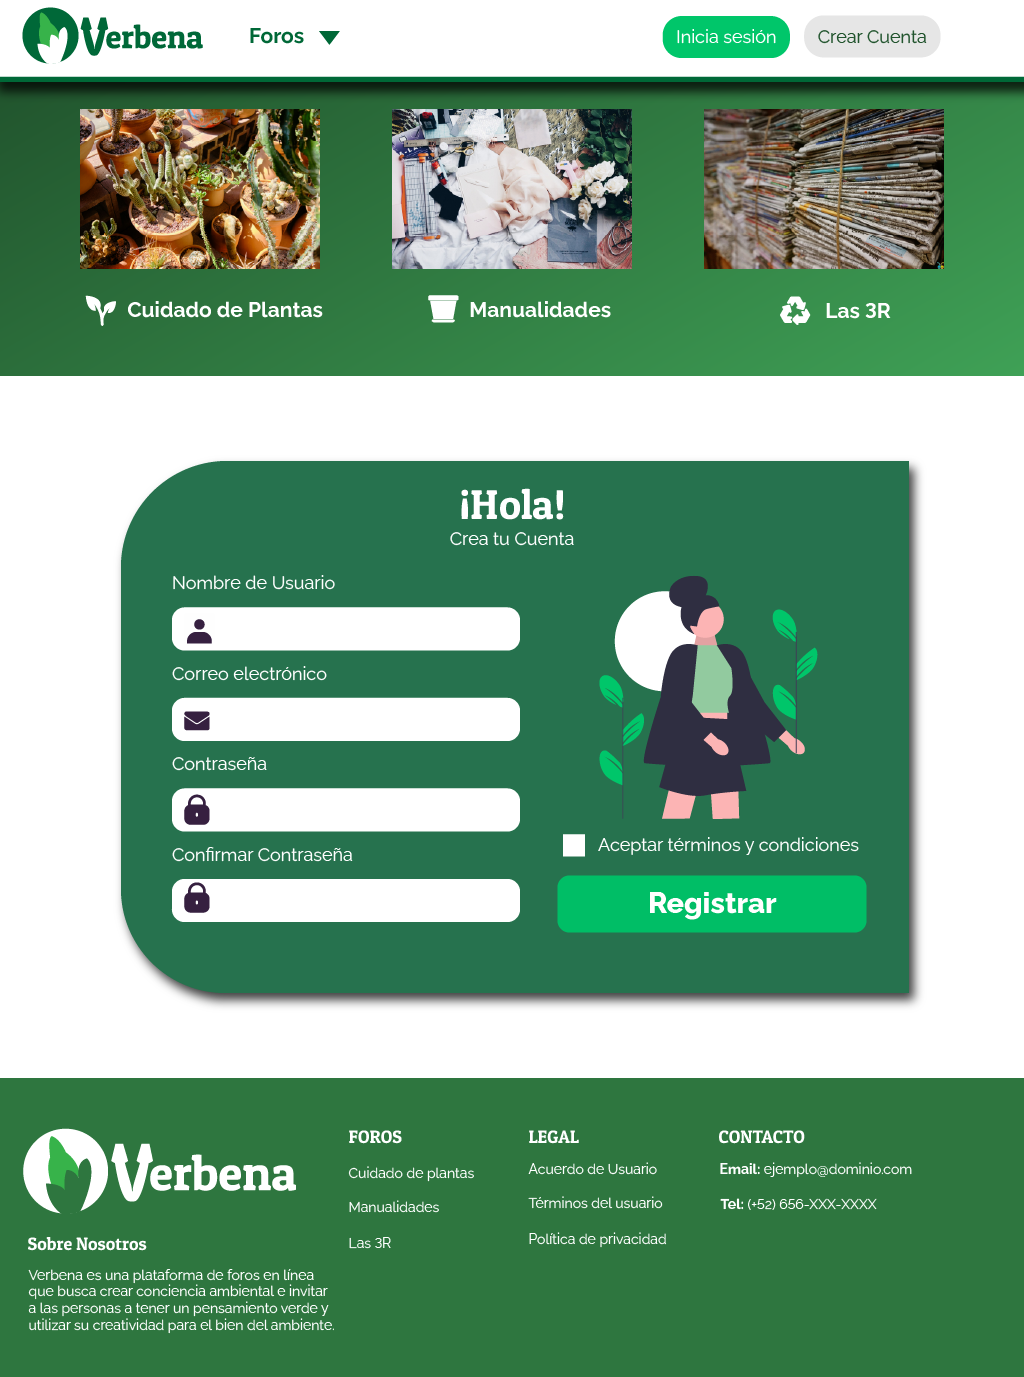 Verbena
Foros
Inicia sesión
Crear Cuenta
Cuidado de Plantas
Manualidades
Las 3R
¡Hola!
Crea tu Cuenta
Nombre de Usuario
Correo electrónico
Contraseña
Confirmar Contraseña
Aceptar términos y condiciones
Registrar
Verbena
Sobre Nosotros
Verbena es una plataforma de foros en línea
que busca crear conciencia ambiental e invitar
a las personas a tener un pensamiento verde y
utilizar su creatividad para el bien del ambiente.
FOROS
Cuidado de plantas
Manualidades
Las 3R
LEGAL
Acuerdo de Usuario
Términos del usuario
Política de privacidad
CONTACTO
Email: ejemplo@dominio.com
Tel: (+52) 656-XXX-XXXX